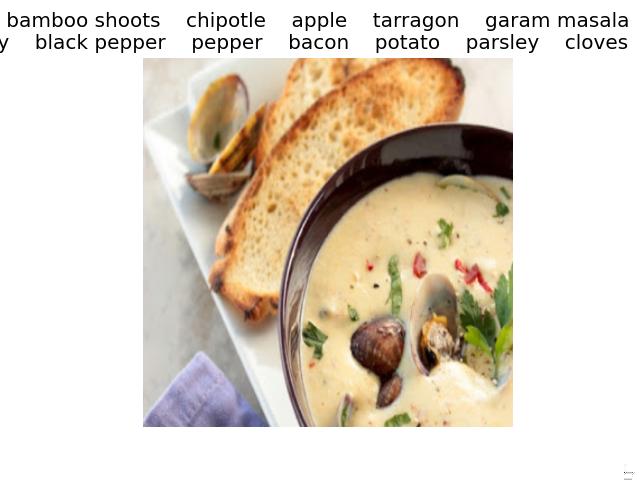 bamboo shoots chipotle apple tarragon garam masala
y black pepper pepper bacon potato parsley cloves